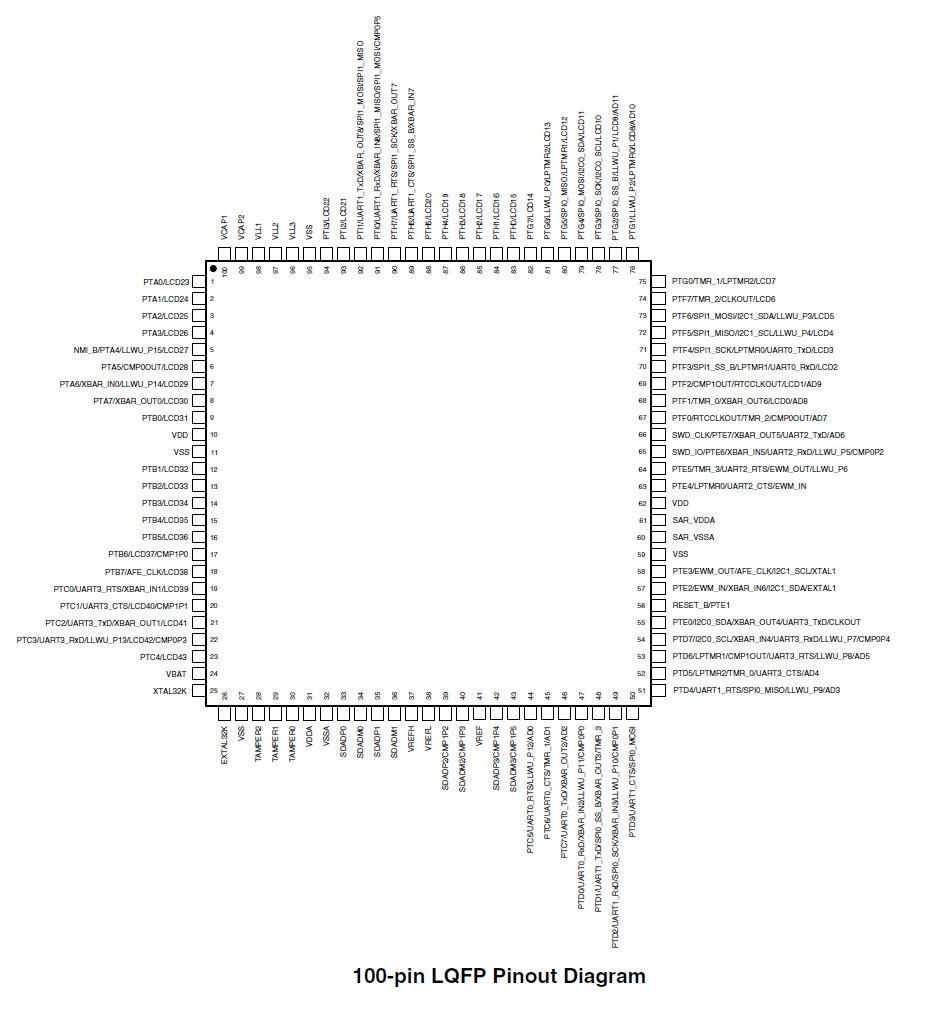 PTI1/UART1_TxD/XBAR_OUT8/SPI1_MOSI/SPI1_MISO
PTI0/UART1_RxD/XBAR_IN8/SPI1_MISO/SPI1_MOSI/CMP0P5
PTH7/UART1_RTS/SPI1_SCK/XBAR_OUT7
PTH6/UART1_CTS/SPI1_SS_B/XBAR_IN7
PTG6/LLWU_P0/LPTMR2/LCD13
PTG5/SPI0_MISO/LPTMR1/LCD12
PTG4/SPI0_MOSI/I2C0_SDA/LCD11
PTG3/SPI0_SCK/I2C0_SCL/LCD10
PTG2/SPI0_SS_B/LLWU_P1/LCD9/AD11
PTG1/LLWU_P2/LPTMR0/LCD8/AD10
VCAP1
VCAP2
VLL1
VLL2
VLL3
VSS
PTI3/LCD22
PTI2/LCD21
PTH5/LCD20
PTH4/LCD19
PTH3/LCD18
PTH2/LCD17
PTH1/LCD16
PTH0/LCD15
PTG7/LCD14
100 99 98 97 96 95 94 93 92 91 90 89 88 87 86 85 84 83 82 81 80 79 78 77 76
PTA0/LCD23 1 75 PTG0/TMR_1/LPTMR2/LCD7
PTA1/LCD24 2 74 PTF7/TMR_2/CLKOUT/LCD6
PTA2/LCD25 3 73 PTF6/SPI1_MOSI/I2C1_SDA/LLWU_P3/LCD5
PTA3/LCD26 4 72 PTF5/SPI1_MISO/I2C1_SCL/LLWU_P4/LCD4
NMI_B/PTA4/LLWU_P15/LCD27 5 71 PTF4/SPI1_SCK/LPTMR0/UART0_TxD/LCD3
PTA5/CMP0OUT/LCD28 6 70 PTF3/SPI1_SS_B/LPTMR1/UART0_RxD/LCD2
PTA6/XBAR_IN0/LLWU_P14/LCD29 7 69 PTF2/CMP1OUT/RTCCLKOUT/LCD1/AD9
PTA7/XBAR_OUT0/LCD30 8 68 PTF1/TMR_0/XBAR_OUT6/LCD0/AD8
PTB0/LCD31 9 67 PTF0/RTCCLKOUT/TMR_2/CMP0OUT/AD7
VDD 10 66 SWD_CLK/PTE7/XBAR_OUT5/UART2_TxD/AD6
VSS 11 65 SWD_IO/PTE6/XBAR_IN5/UART2_RxD/LLWU_P5/CMP0P2
PTB1/LCD32 12 64 PTE5/TMR_3/UART2_RTS/EWM_OUT/LLWU_P6
PTB2/LCD33 13 63 PTE4/LPTMR0/UART2_CTS/EWM_IN
PTB3/LCD34 14 62 VDD
PTB4/LCD35 15 61 SAR_VDDA
PTB5/LCD36 16 60 SAR_VSSA
PTB6/LCD37/CMP1P0 17 59 VSS
PTB7/AFE_CLK/LCD38 18 58 PTE3/EWM_OUT/AFE_CLK/I2C1_SCL/XTAL1
PTC0/UART3_RTS/XBAR_IN1/LCD39 19 57 PTE2/EWM_IN/XBAR_IN6/I2C1_SDA/EXTAL1
PTC1/UART3_CTS/LCD40/CMP1P1 20 56 RESET_B/PTE1
PTC2/UART3_TxD/XBAR_OUT1/LCD41 21 55 PTE0/I2C0_SDA/XBAR_OUT4/UART3_TxD/CLKOUT
PTC3/UART3_RxD/LLWU_P13/LCD42/CMP0P3 22 54 PTD7/I2C0_SCL/XBAR_IN4/UART3_RxD/LLWU_P7/CMP0P4
PTC4/LCD43 23 53 PTD6/LPTMR1/CMP1OUT/UART3_RTS/LLWU_P8/AD5
VBAT 24 52 PTD5/LPTMR2/TMR_0/UART3_CTS/AD4
XTAL32K 25 51 PTD4/UART1_RTS/SPI0_MISO/LLWU_P9/AD3
26 27 28 29 30 31 32 33 34 35 36 37 38 39 40 41 42 43 44 45 46 47 48 49 50
EXTAL32K
VSS
TAMPER2
TAMPER1
TAMPER0
VDDA
VSSA
SDADP0
SDADM0
SDADP1
SDADM1
VREFH
VREFL
SDADP2/CMP1P2
SDADM2/CMP1P3
VREF
SDADP3/CMP1P4
SDADM3/CMP1P5
PTC5/UART0_RTS/LLWU_P12/AD0
PTC6/UART0_CTS/TMR_1/AD1
PTC7/UART0_TxD/XBAR_OUT2/AD2
PTD0/UART0_RxD/XBAR_IN2/LLWU_P11/CMP0P0
PTD1/UART1_TxD/SPI0_SS_B/XBAR_OUT3/TMR_3
PTD2/UART1_RxD/SPI0_SCK/XBAR_IN3/LLWU_P10/CMP0P1
PTD3/UART1_CTS/SPI0_MOSI
100-pin LQFP Pinout Diagram